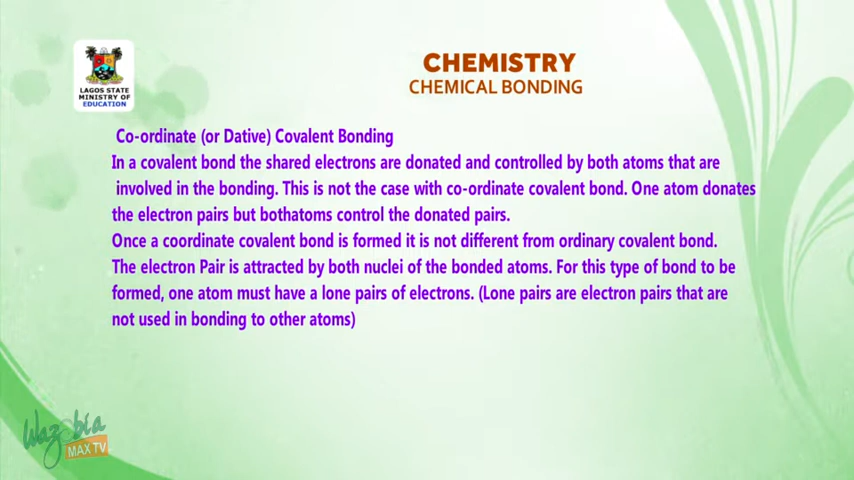 LAGOS STATE
MINISTRY OF
EDUCATION
CHEMISTRY
CHEMICAL BONDING
Co-ordinate (or Dative) Covalent Bonding
In a covalent bond the shared electrons are donated and controlled by both atoms that are
involved in the bonding. This is not the case with co-ordinate covalent bond. One atom donates
the electron pairs but bothatoms control the donated pairs.
Once a coordinate covalent bond is formed it is not different from ordinary covalent bond.
The electron Pair is attracted by both nuclei of the bonded atoms. For this type of bond to be
formed, one atom must have a lone pairs of electrons. (Lone pairs are electron pairs that are
not used in bonding to other atoms)
Wazobia
MAX TV